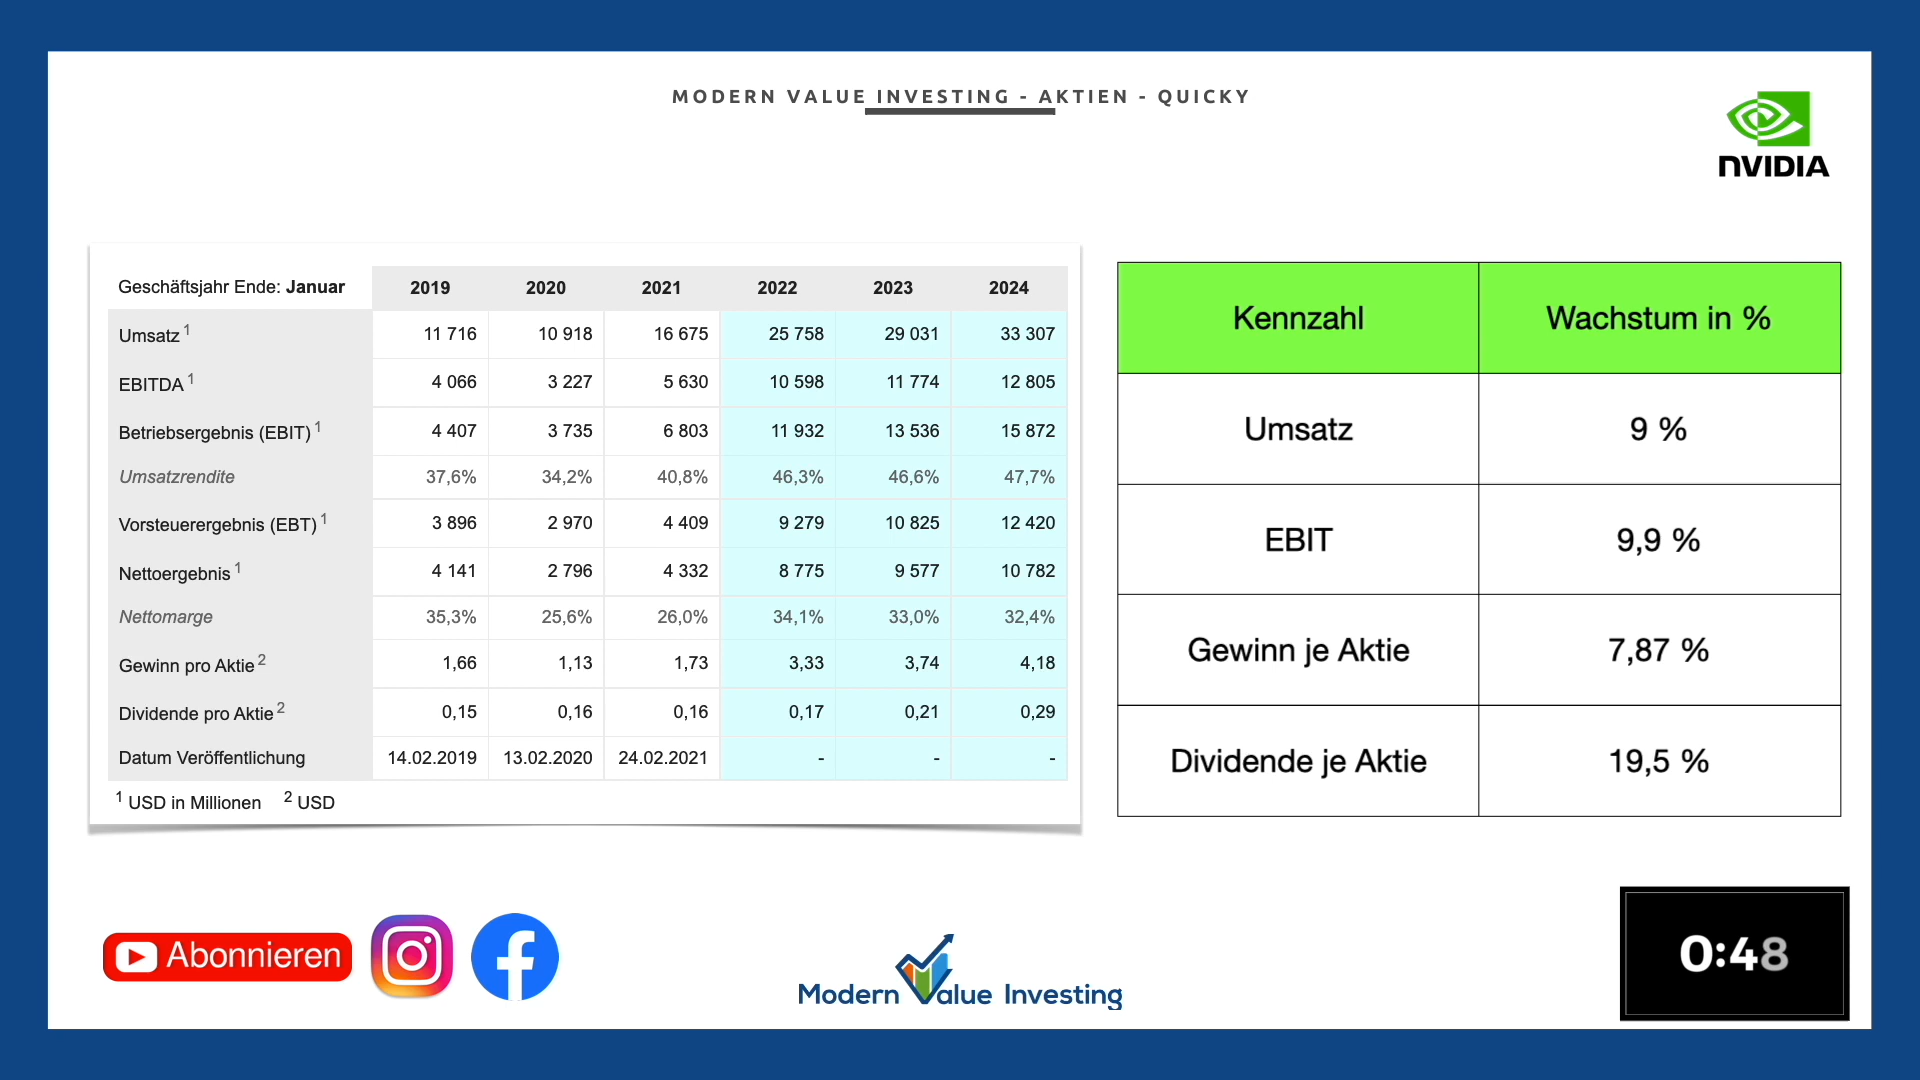 MODERN VALUE INVESTING - AKTIEN - QUICKY
NVIDIA
Geschäftsjahr Ende: Januar 2019 2020 2021 2022 2023 2024
Umsatz 1 11 716 10 918 16 675 25 758 29 031 33 307
EBITDA 1 4 066 3 227 5 630 10 598 11 774 12 805
Betriebsergebnis (EBIT) 1 4 407 3 735 6 803 11 932 13 536 15 872
Umsatzrendite 37,6% 34,2% 40,8% 46,3% 46,6% 47,7%
Vorsteuerergebnis (EBT) 1 3 896 2 970 4 409 9 279 10 825 12 420
Nettoergebnis 1 4 141 2 796 4 332 8 775 9 577 10 782
Nettomarge 35,3% 25,6% 26,0% 34,1% 33,0% 32,4%
Gewinn pro Aktie 2 1,66 1,13 1,73 3,33 3,74 4,18
Dividende pro Aktie 2 0,15 0,16 0,16 0,17 0,21 0,29
Datum Veröffentlichung 14.02.2019 13.02.2020 24.02.2021 - - -
1 USD in Millionen 2 USD
Kennzahl Wachstum in %
Umsatz 9 %
EBIT 9,9 %
Gewinn je Aktie 7,87 %
Dividende je Aktie 19,5 %
Abonnieren
Modern Value Investing
0:48